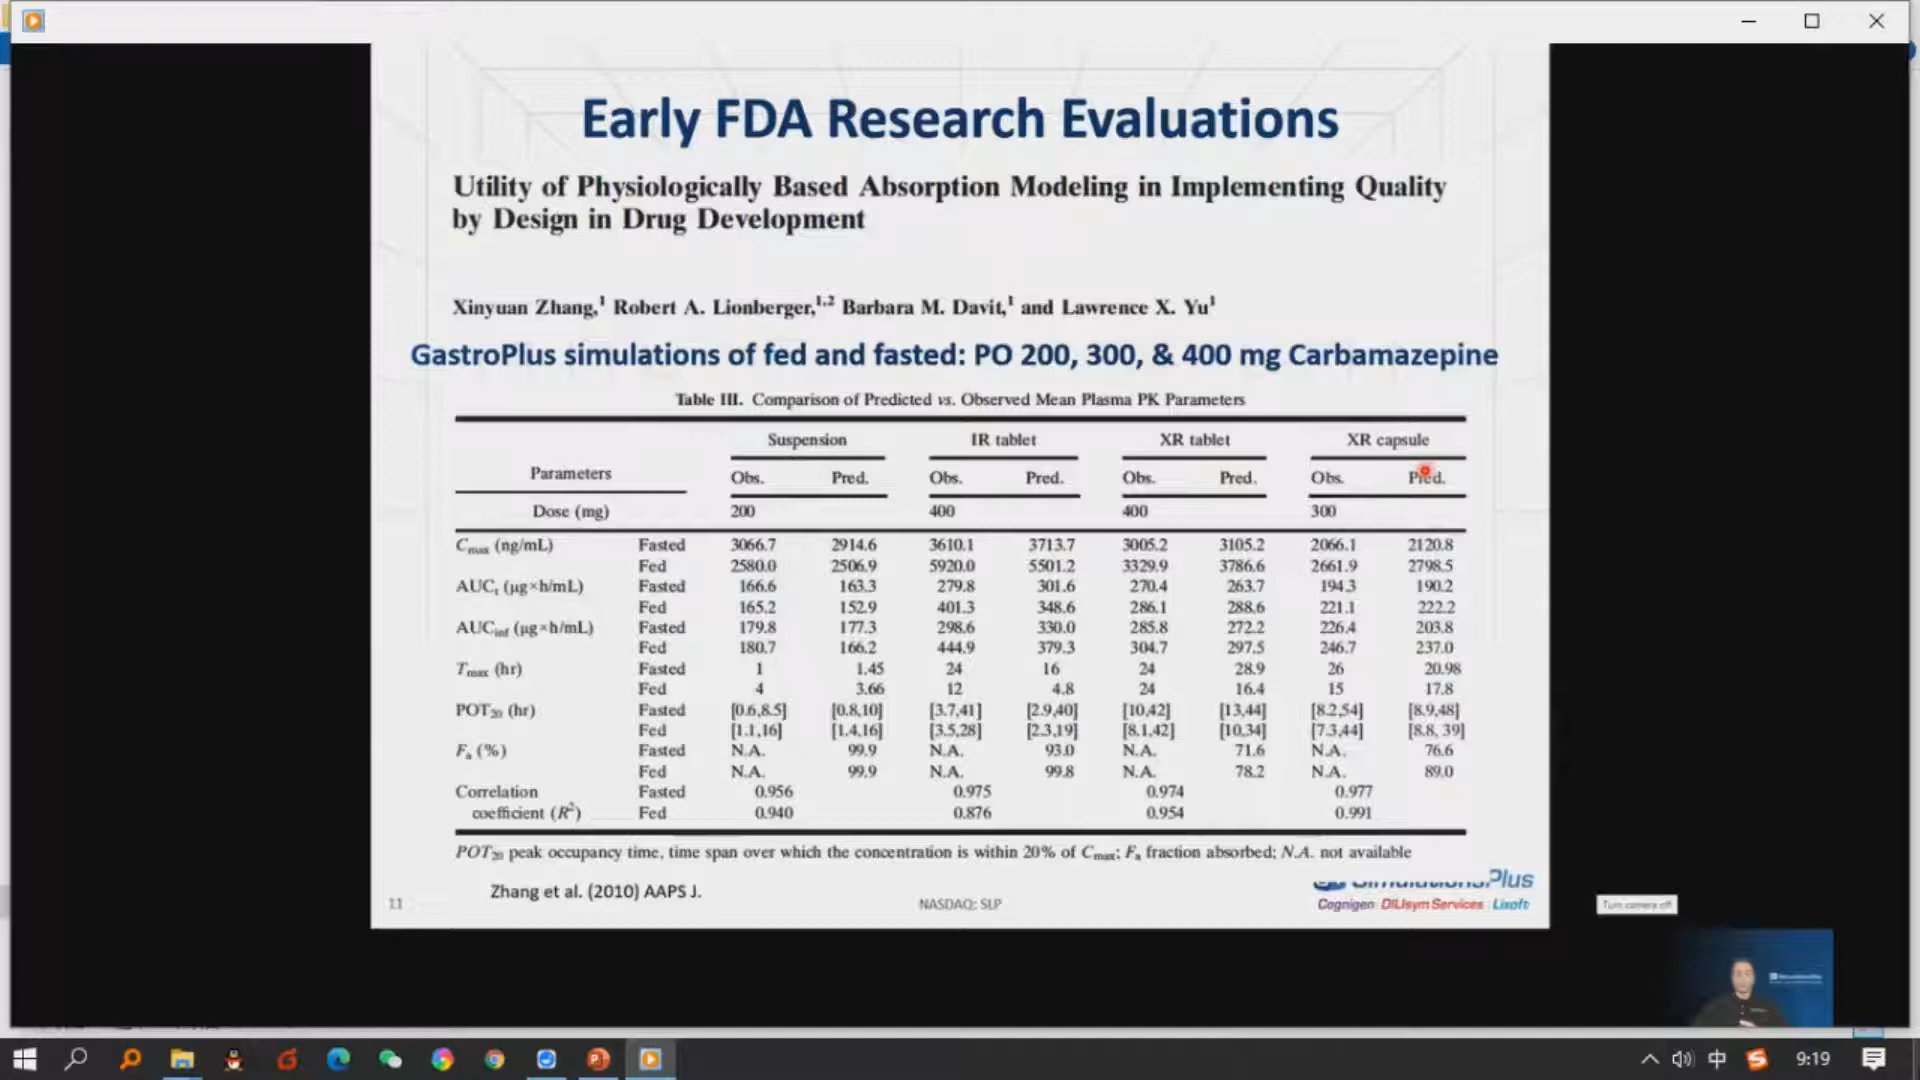 Early FDA Research Evaluations
Utility of Physiologically Based Absorption Modeling in Implementing Quality
by Design in Drug Development
Xinyuan Zhang,1 Robert A. Lionberger,1,2 Barbara M. Davit,1 and Lawrence X. Yu1
GastroPlus simulations of fed and fasted: PO 200, 300, & 400 mg Carbamazepine
Table III. Comparison of Predicted vs. Observed Mean Plasma PK Parameters
Suspension IR tablet XR tablet XR capsule
Parameters Obs. Pred. Obs. Pred. Obs. Pred. Obs. Pred.
Dose (mg) 200 400 400 300
Cmax (ng/mL) Fasted 3066.7 2914.6 3610.1 3713.7 3005.2 3105.2 2066.1 2120.8
Fed 2580.0 2506.9 5920.0 5501.2 3329.9 3786.6 2661.9 2798.5
AUCt (μg×h/mL) Fasted 166.6 163.3 279.8 301.6 270.4 263.7 194.3 190.2
Fed 165.2 152.9 401.3 348.6 286.1 288.6 221.1 222.2
AUCinf (μg×h/mL) Fasted 179.8 177.3 298.6 330.0 285.8 272.2 226.4 203.8
Fed 180.7 166.2 444.9 379.3 304.7 297.5 246.7 237.0
Tmax (hr) Fasted 1 1.45 24 16 24 28.9 26 20.98
Fed 4 3.66 12 4.8 24 16.4 15 17.8
POT20 (hr) Fasted [0.6,8.5] [0.8,10] [3.7,41] [2.9,40] [10,42] [13,44] [8.2,54] [8.9,48]
Fed [1.1,16] [1.4,16] [3.5,28] [2.3,19] [8.1,42] [10,34] [7.3,44] [8.8, 39]
Fa (%) Fasted N.A. 99.9 N.A. 93.0 N.A. 71.6 N.A. 76.6
Fed N.A. 99.9 N.A. 99.8 N.A. 78.2 N.A. 89.0
Correlation Fasted 0.956 0.975 0.974 0.977
coefficient (R2) Fed 0.940 0.876 0.954 0.991
POT20 peak occupancy time, time span over which the concentration is within 20% of Cmax; Fa fraction absorbed; N.A. not available
Zhang et al. (2010) AAPS J.
SimulationsPlus
11 NASDAQ: SLP Cognigen | DILIsym Services | Lixoft
Turn camera off
中 9:19